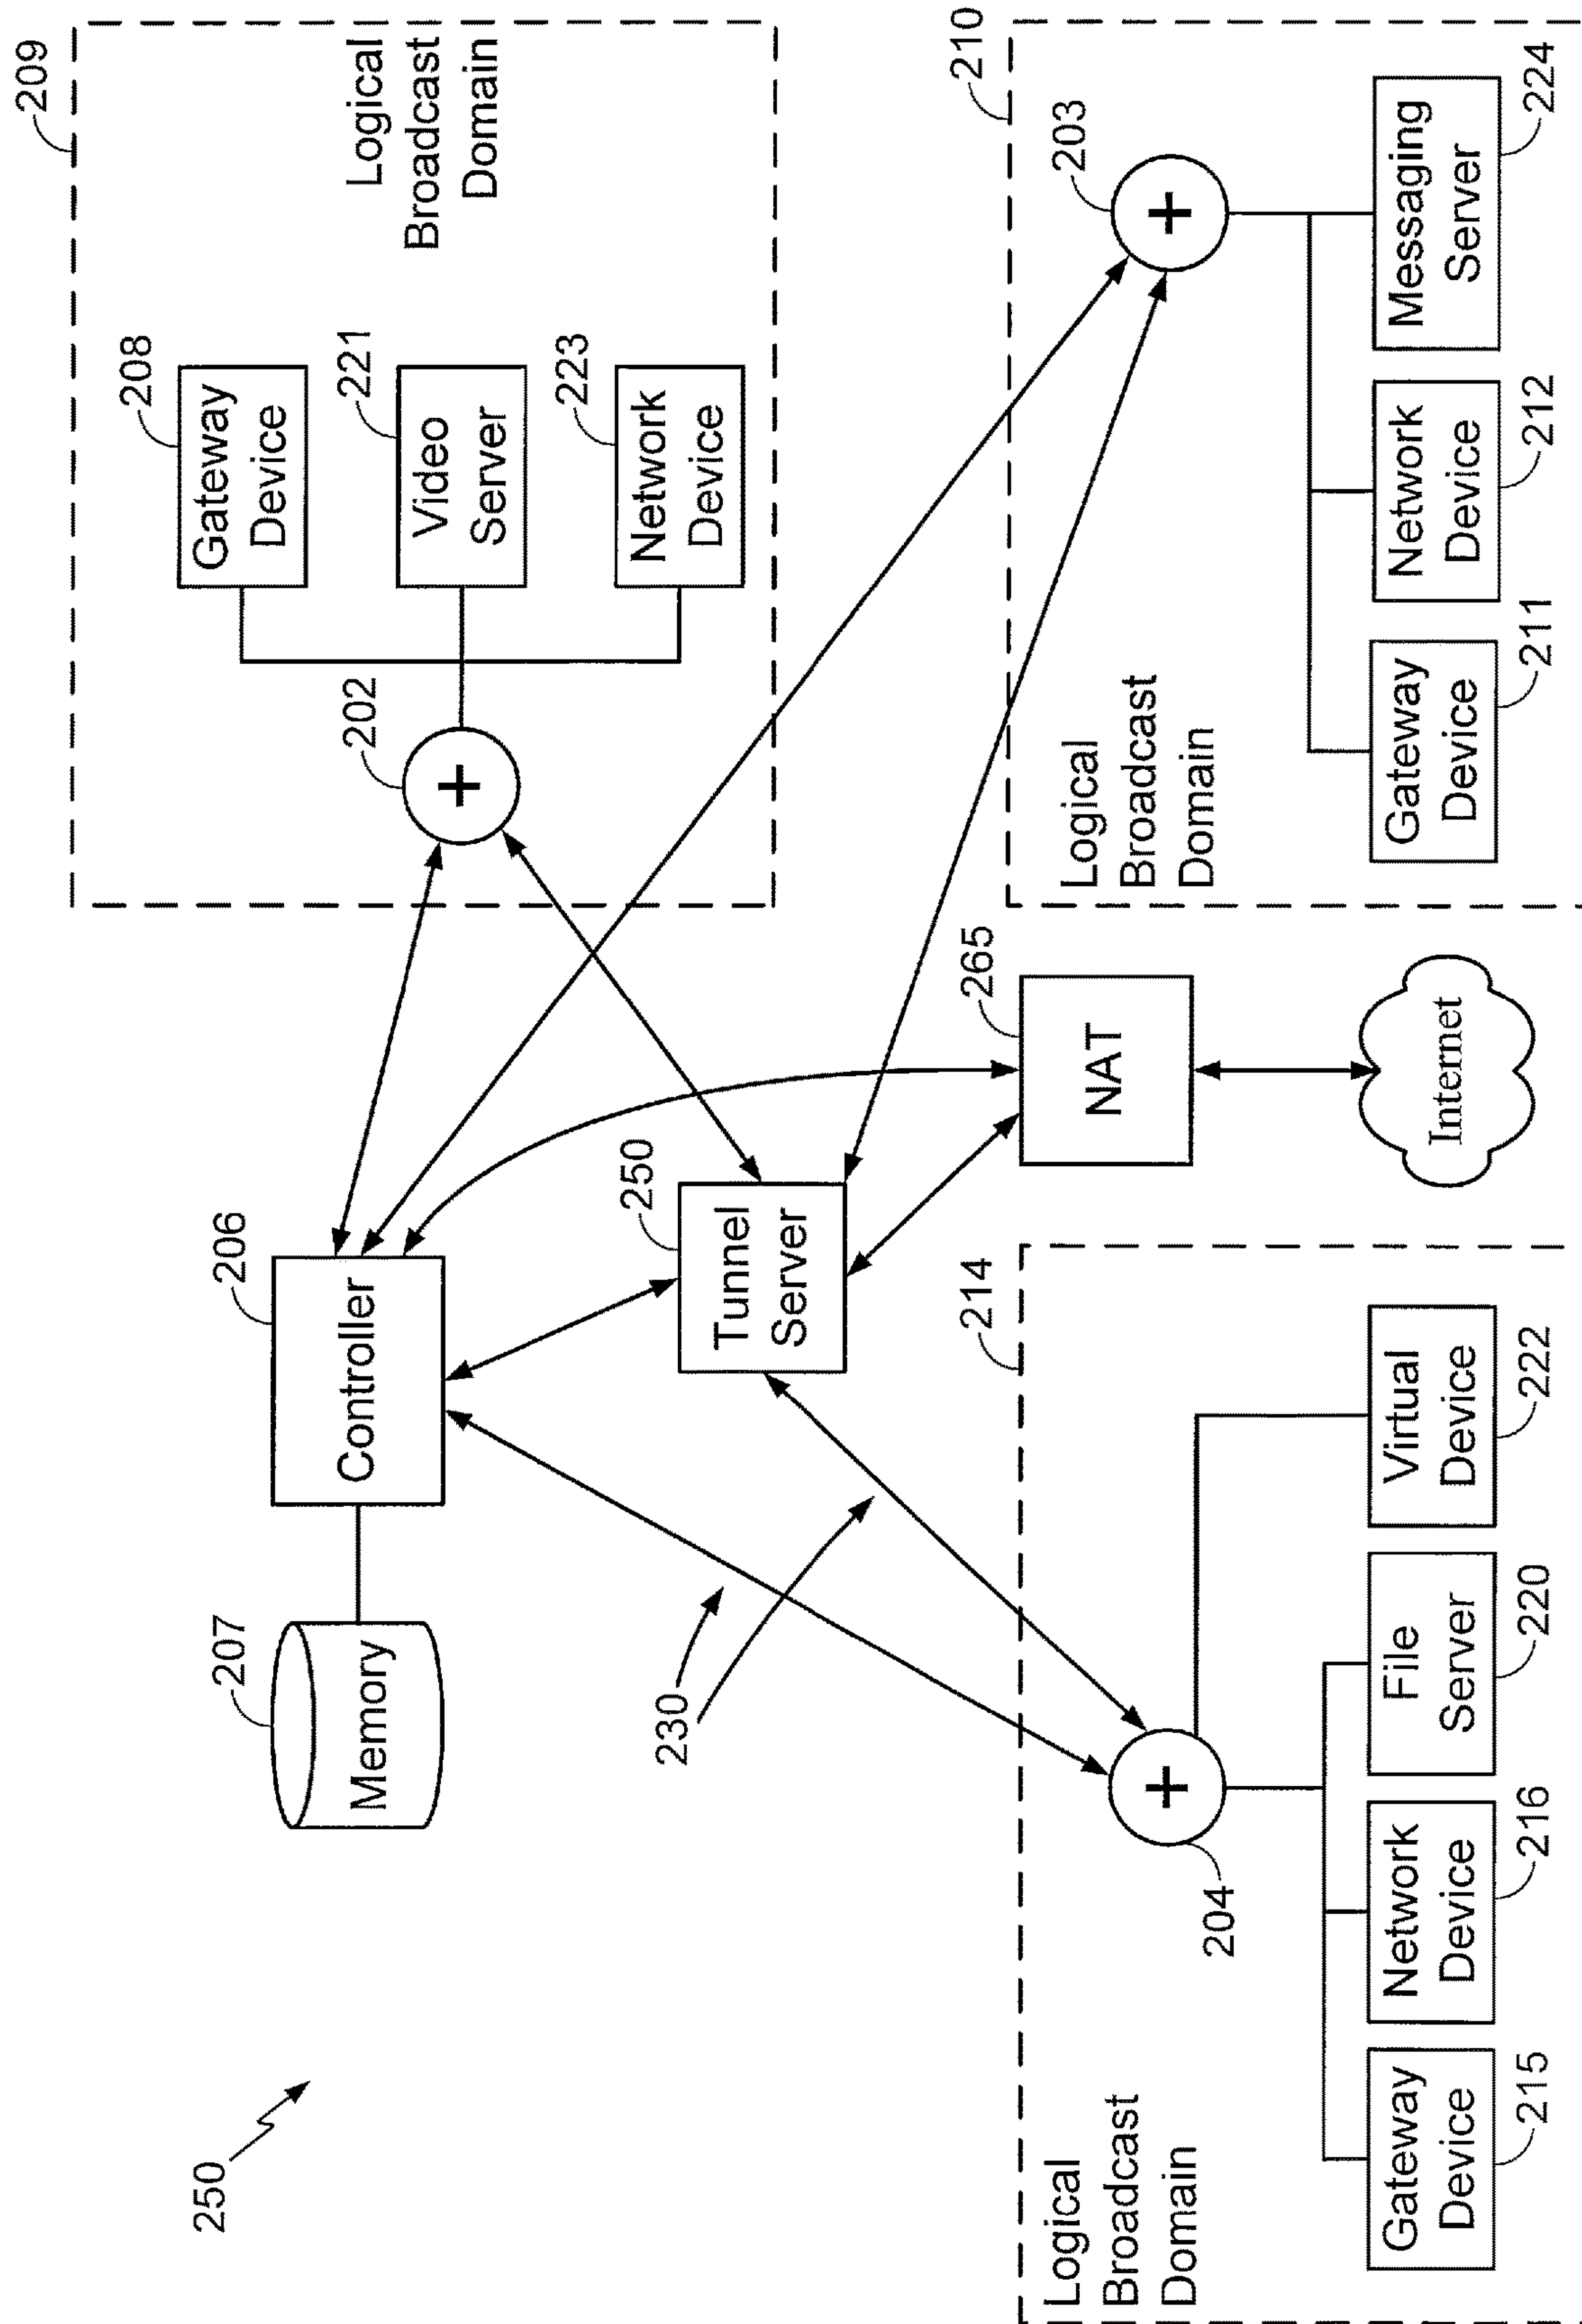 250
207
Memory
206
Controller
230
250
Tunnel
Server
209
Logical
Broadcast
Domain
202
208
Gateway
Device
221
Video
Server
223
Network
Device
214
Logical
Broadcast
Domain
204
Gateway
Device
215
Network
Device
216
File
Server
220
Virtual
Device
222
265
NAT
Internet
210
Logical
Broadcast
Domain
203
Gateway
Device
211
Network
Device
212
Messaging
Server
224